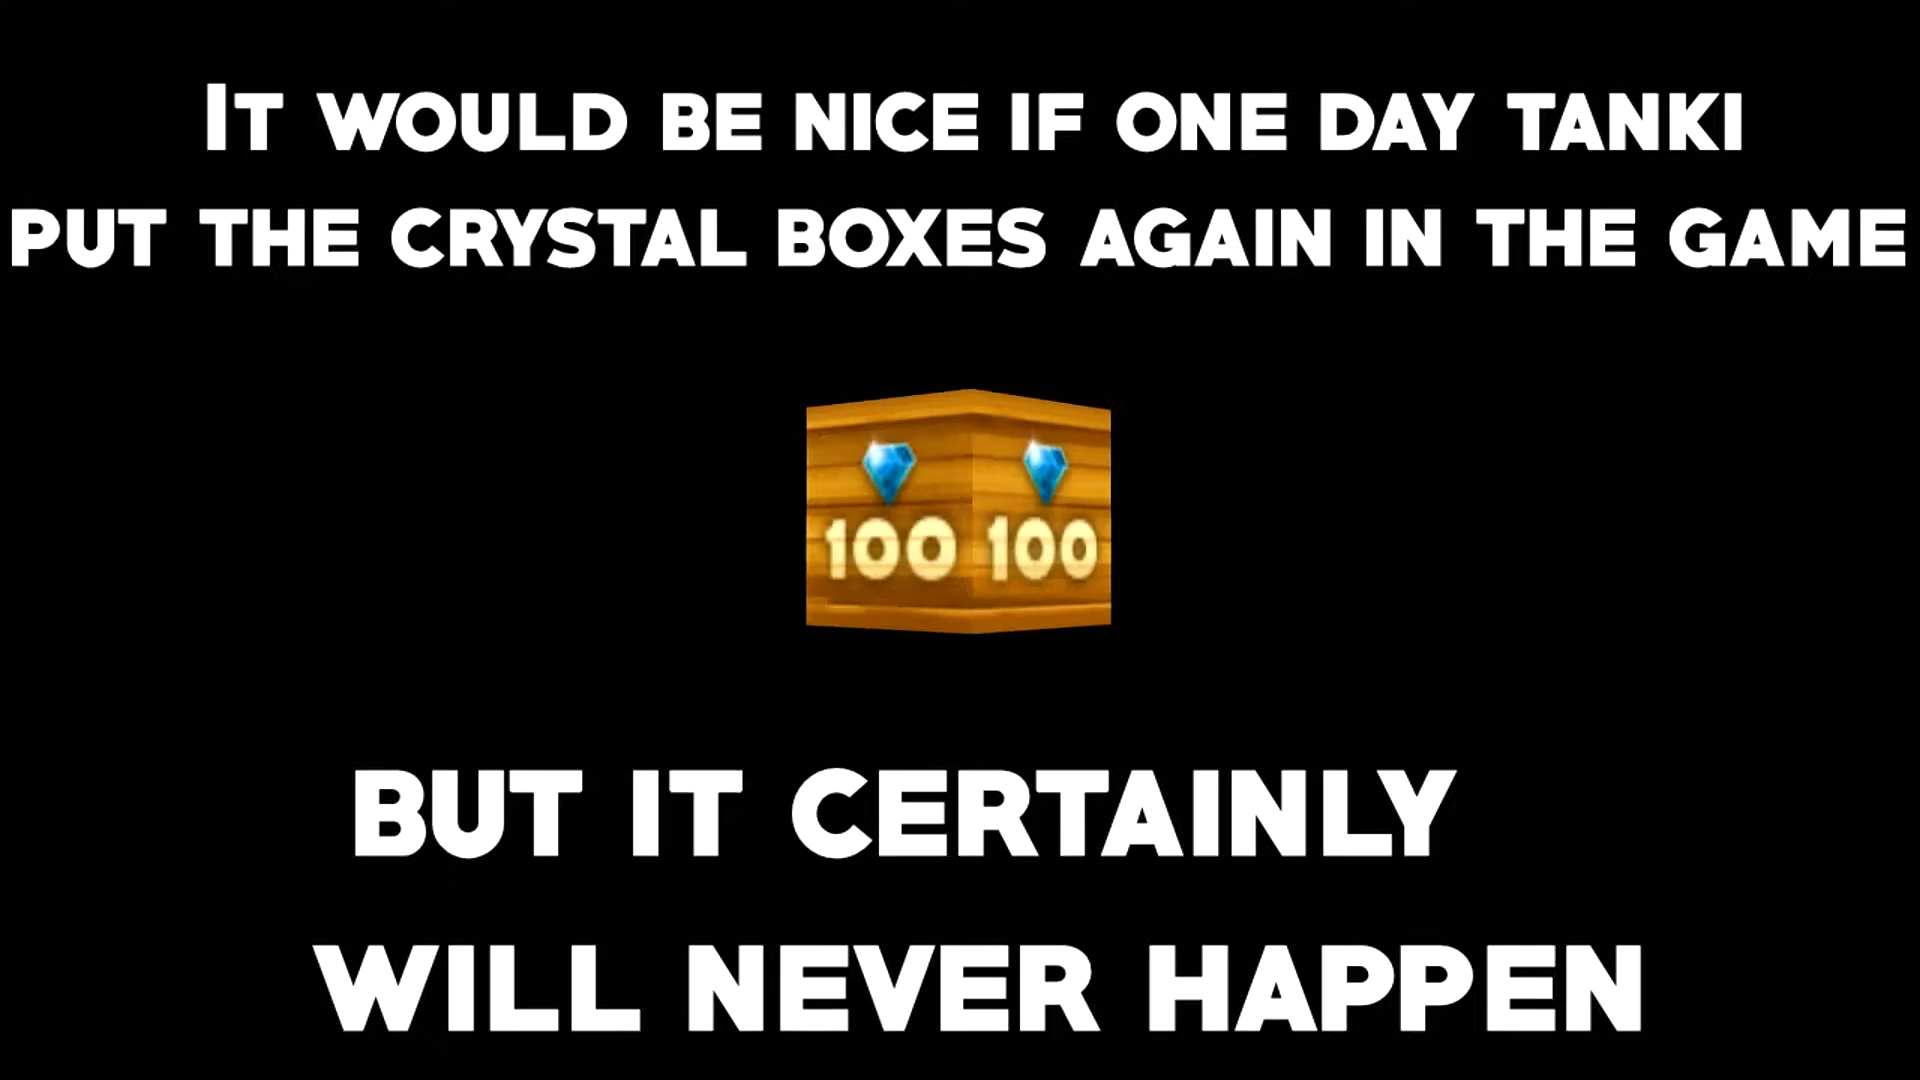 IT WOULD BE NICE IF ONE DAY TANKI
PUT THE CRYSTAL BOXES AGAIN IN THE GAME
100 100
BUT IT CERTAINLY
WILL NEVER HAPPEN